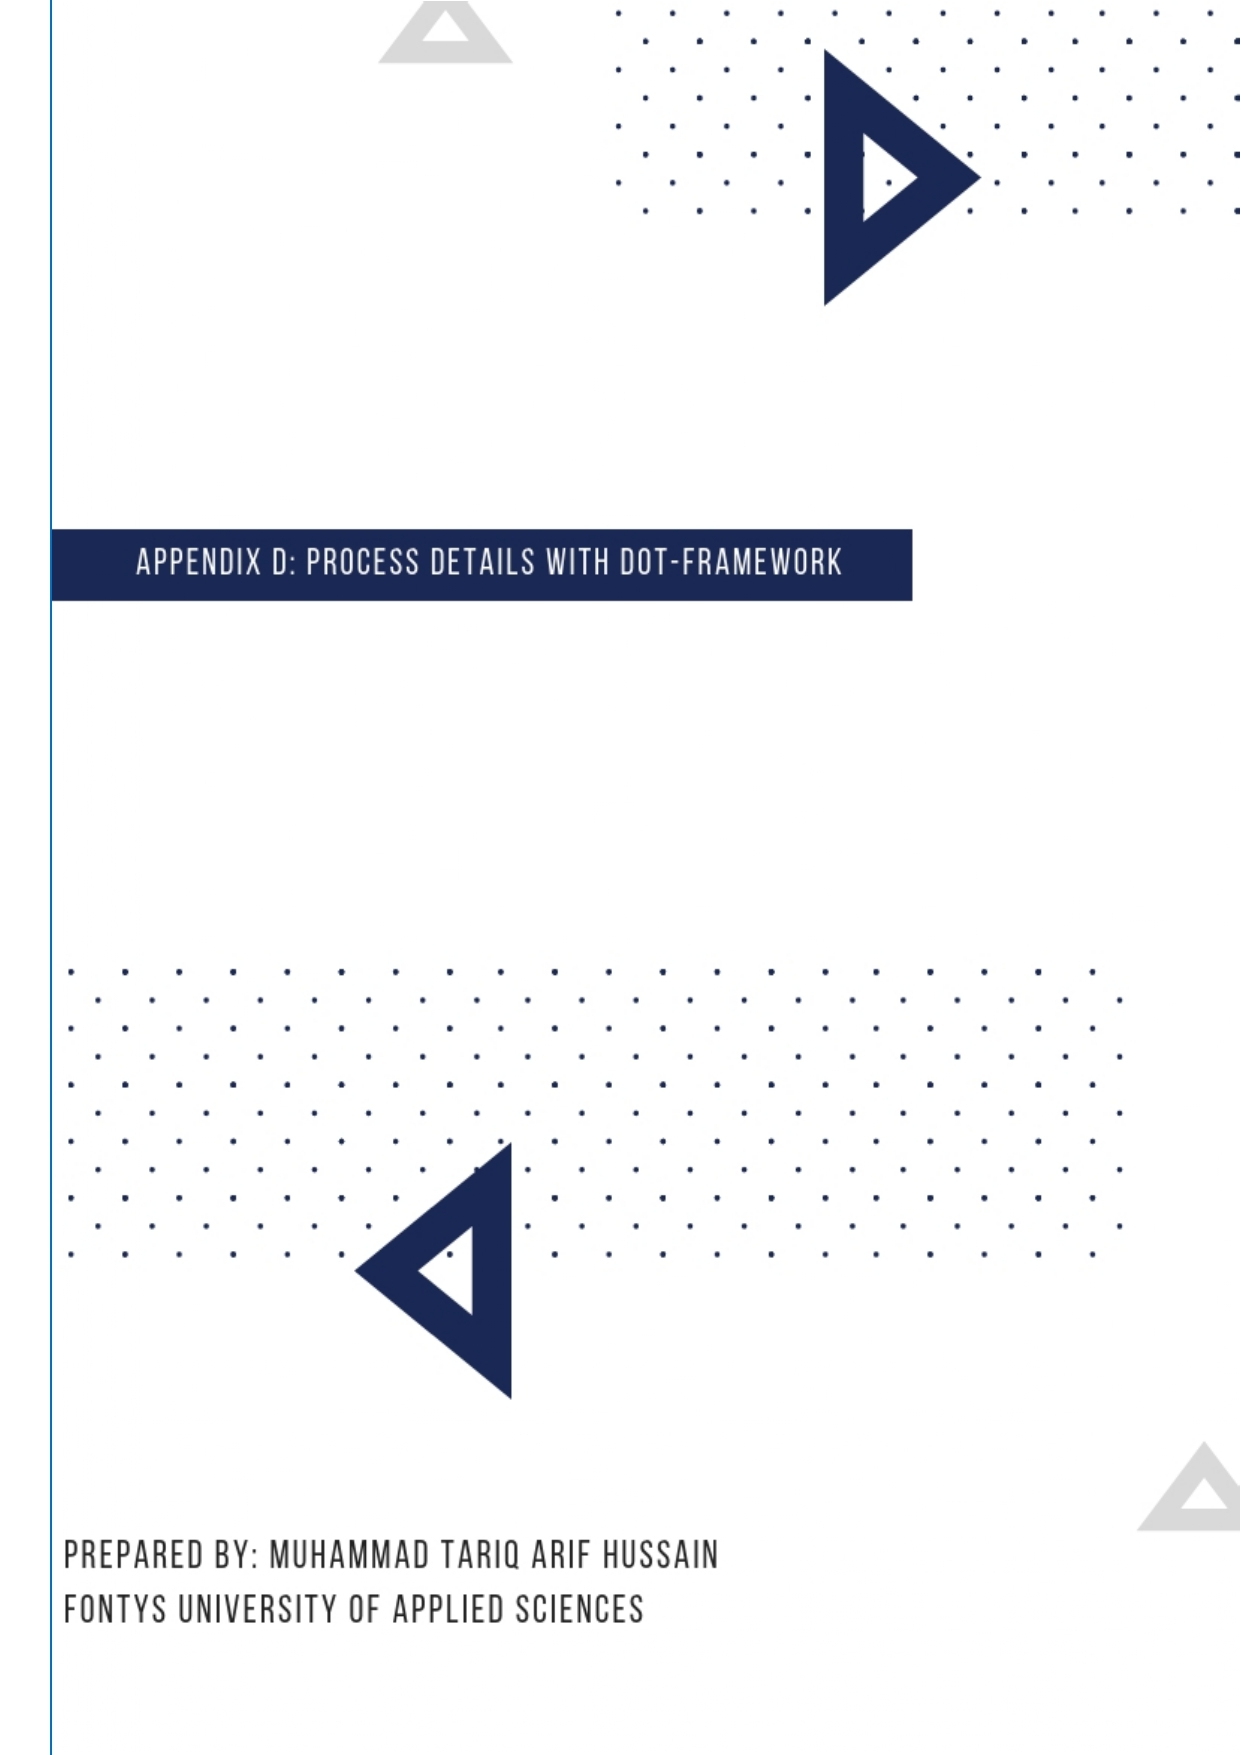 APPENDIX D: PROCESS DETAILS WITH DOT-FRAMEWORK
PREPARED BY: MUHAMMAD TARIQ ARIF HUSSAIN
FONTYS UNIVERSITY OF APPLIED SCIENCES